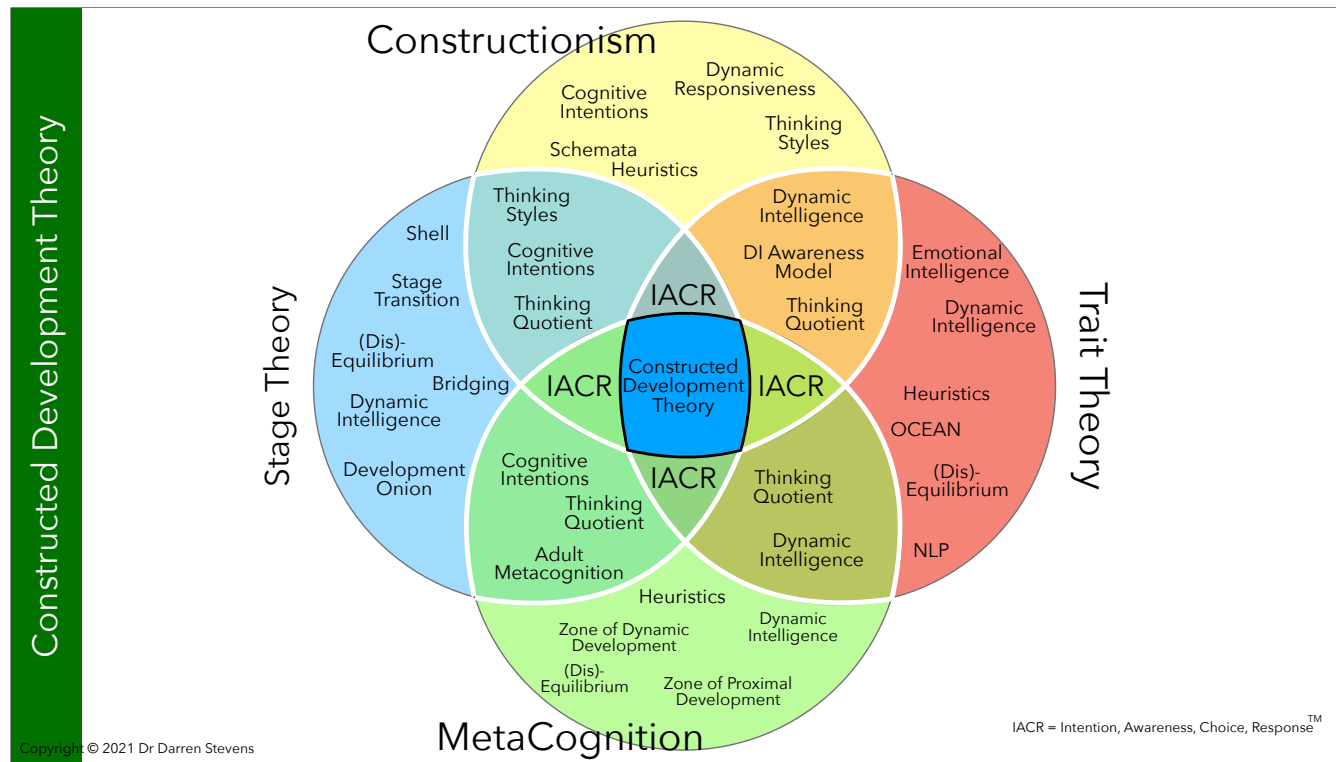 Constructed Development Theory
Constructionism
Dynamic
Responsiveness
Cognitive
Intentions
Thinking
Styles
Schemata
Heuristics
Thinking
Styles
Cognitive
Intentions
Thinking
Quotient
Dynamic
Intelligence
DI Awareness
Model
Thinking
Quotient
Stage Theory
Shell
Stage
Transition
(Dis)-
Equilibrium
Bridging
Dynamic
Intelligence
Development
Onion
IACR
IACR
Constructed
Development
Theory
IACR
IACR
Trait Theory
Emotional
Intelligence
Dynamic
Intelligence
Heuristics
OCEAN
(Dis)-
Equilibrium
NLP
Cognitive
Intentions
Thinking
Quotient
Adult
Metacognition
Thinking
Quotient
Dynamic
Intelligence
Heuristics
Zone of Dynamic
Development
Dynamic
Intelligence
(Dis)-
Equilibrium
Zone of Proximal
Development
MetaCognition
IACR = Intention, Awareness, Choice, Response™
Copyright © 2021 Dr Darren Stevens